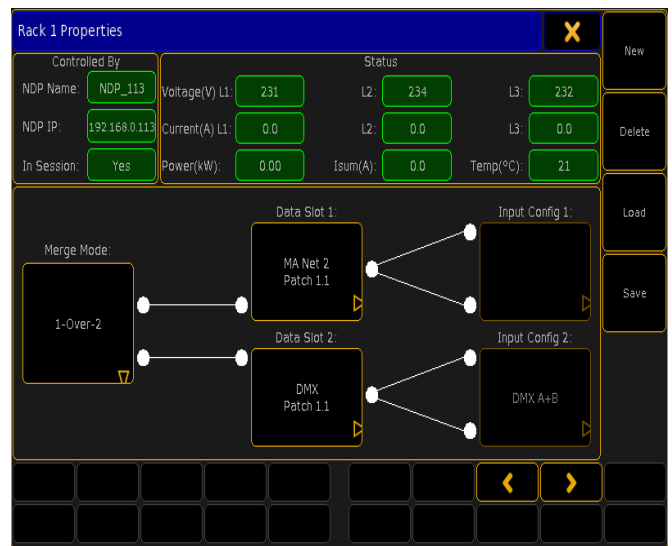 Rack 1 Properties
New
Controlled By
Status
NDP Name: NDP_113
Voltage(V) L1: 231 L2: 234 L3: 232
NDP IP: 192.168.0.113
Current(A) L1: 0.0 L2: 0.0 L3: 0.0
Delete
In Session: Yes
Power(kW): 0.00 Isum(A): 0.0 Temp(°C): 21
Load
Save
Merge Mode:
1-Over-2
Data Slot 1:
MA Net 2
Patch 1.1
Input Config 1:
Data Slot 2:
DMX
Patch 1.1
Input Config 2:
DMX A+B